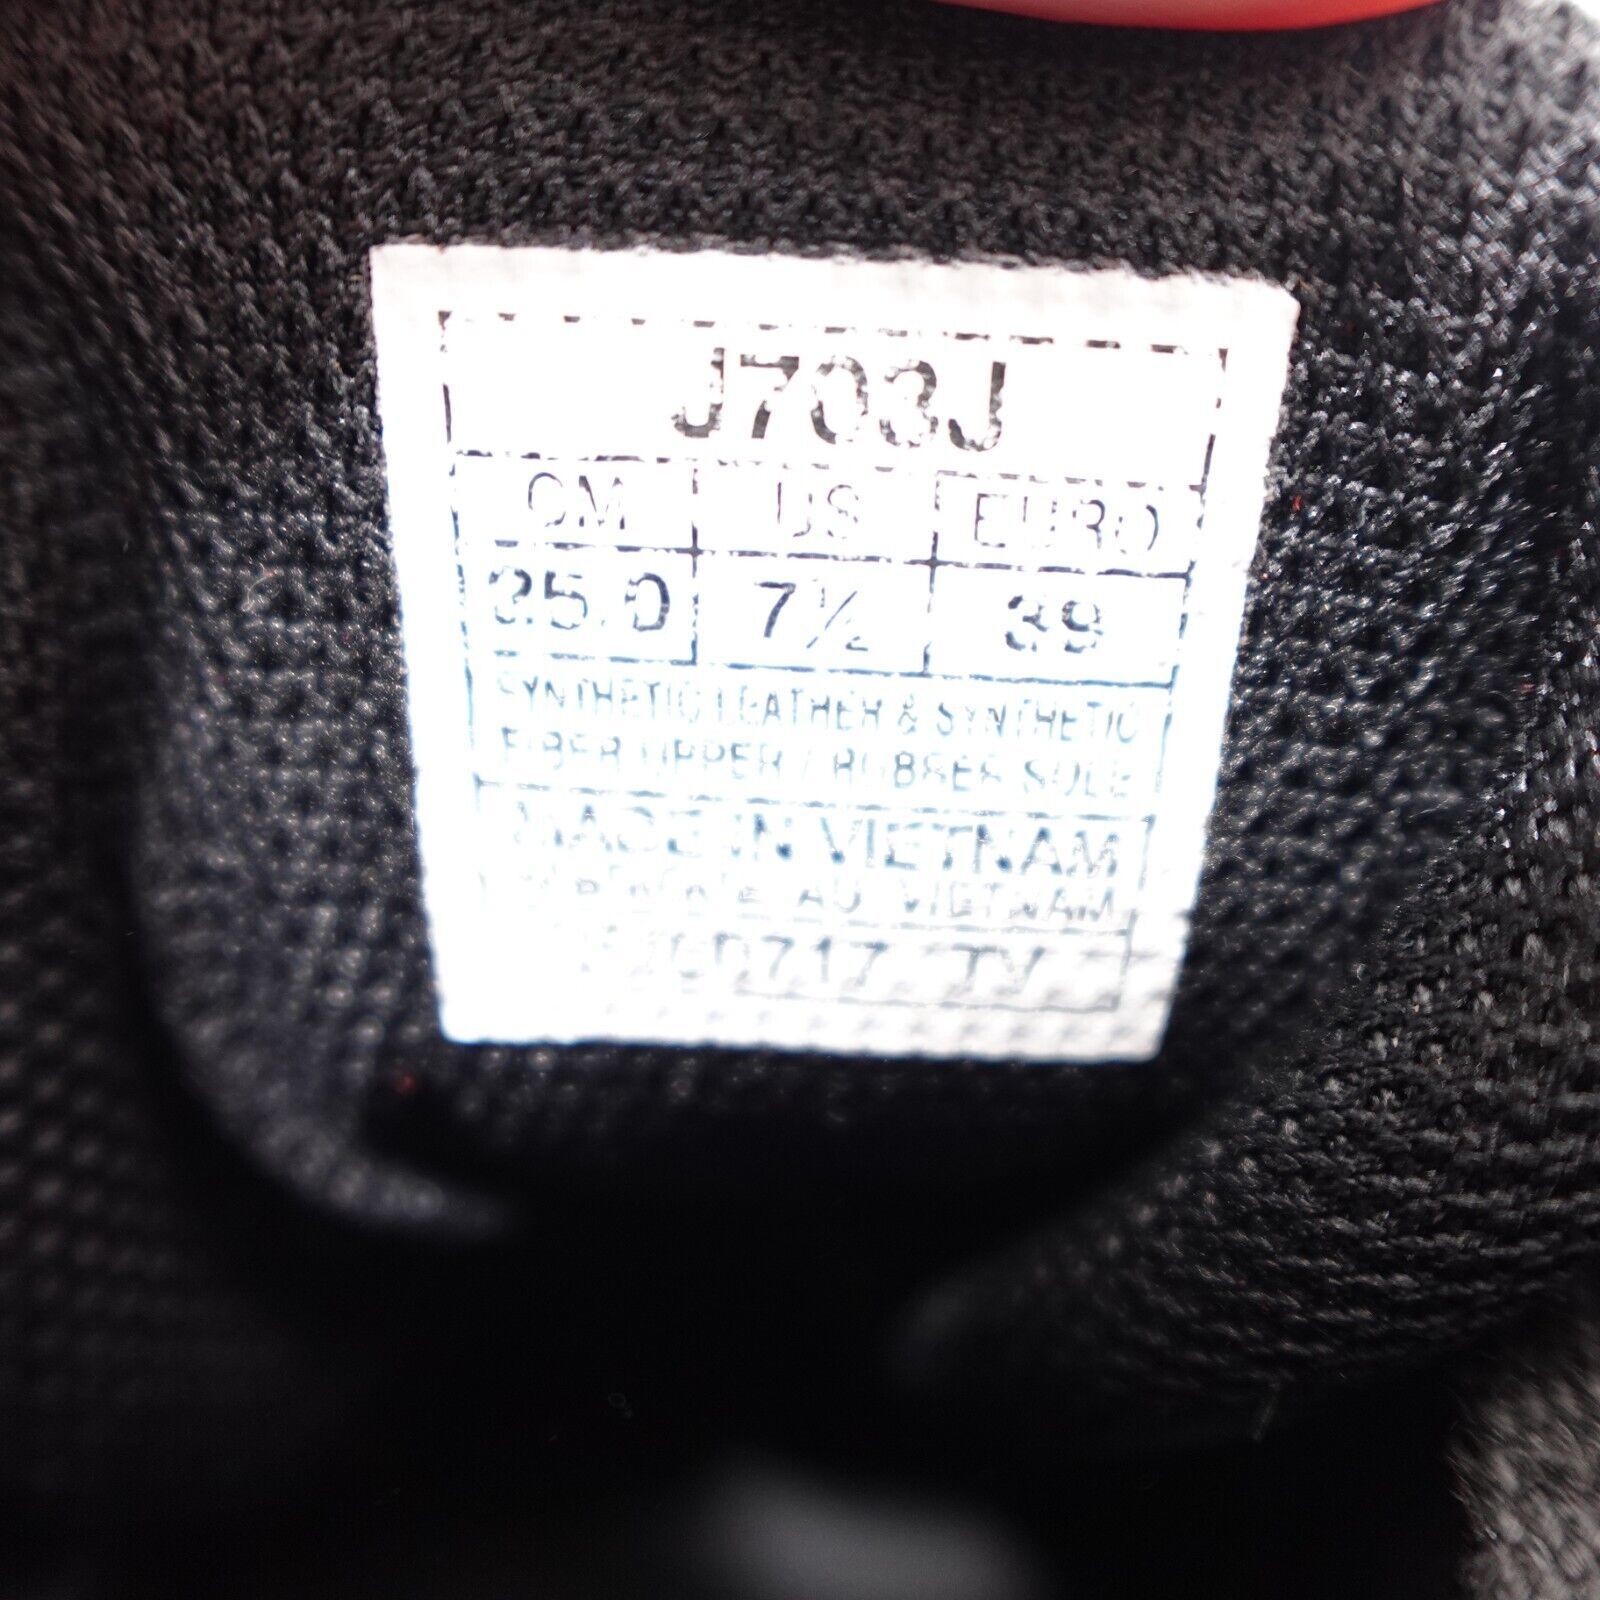 J703J
CM US EURO
25.0 7½ 39
SYNTHETIC LEATHER & SYNTHETIC
FIBER UPPER / RUBBER SOLE
MADE IN VIETNAM
AU VIETNAM
D717 TV